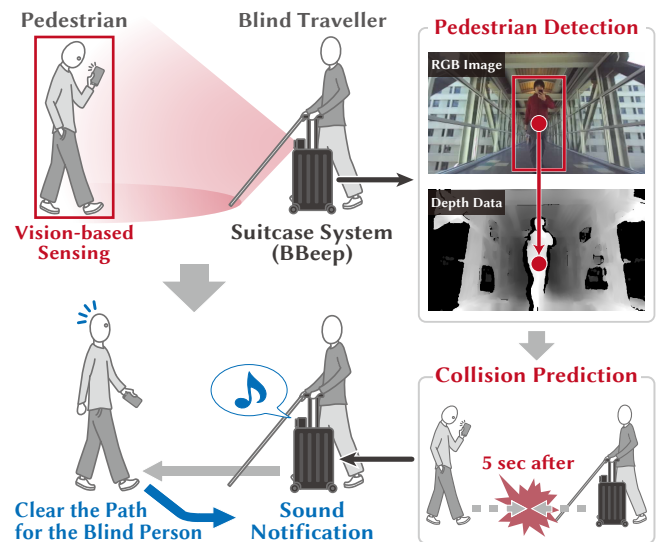 Pedestrian
Blind Traveller
Pedestrian Detection
RGB Image
Depth Data
Vision-based
Sensing
Suitcase System
(BBeep)
Collision Prediction
5 sec after
Clear the Path
for the Blind Person
Sound
Notification